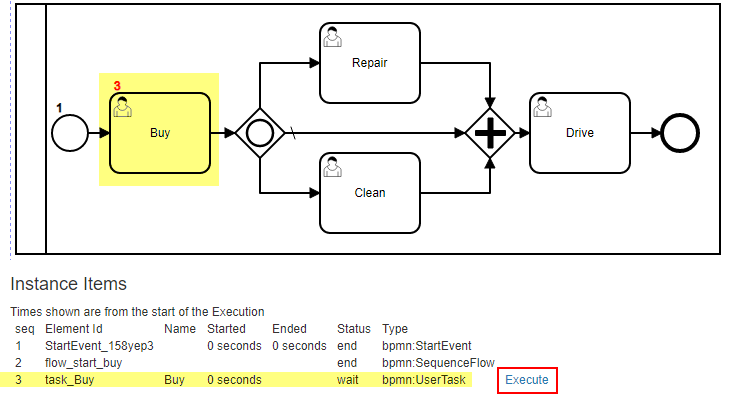 Repair
3
1
Buy
Drive
Clean
Instance Items
Times shown are from the start of the Execution
seq Element Id Name Started Ended Status Type
1 StartEvent_158yep3 0 seconds 0 seconds end bpmn:StartEvent
2 flow_start_buy end bpmn:SequenceFlow
3 task_Buy Buy 0 seconds wait bpmn:UserTask Execute